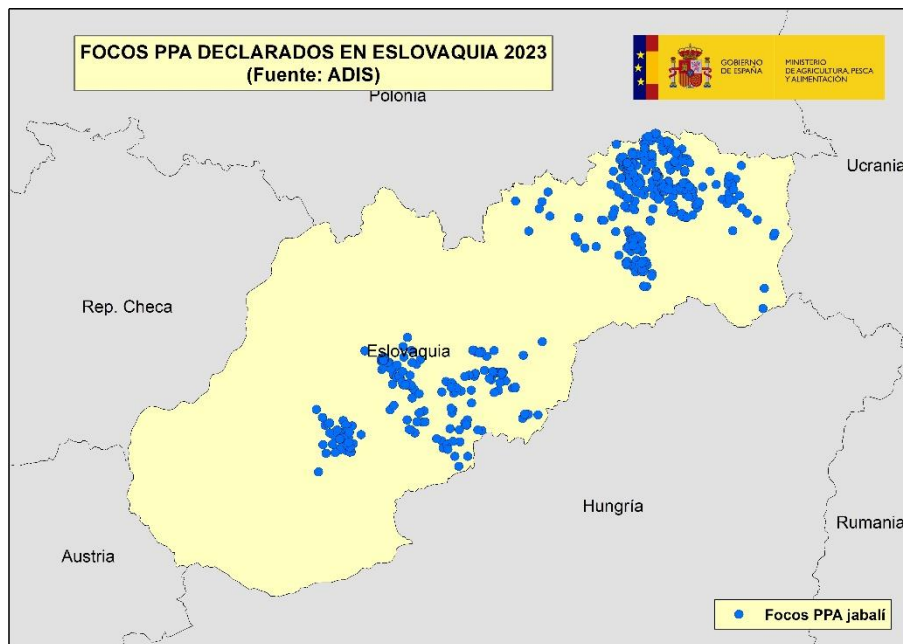 FOCOS PPA DECLARADOS EN ESLOVAQUIA 2023
(Fuente: ADIS)
GOBIERNO
DE ESPAÑA
MINISTERIO
DE AGRICULTURA, PESCA
Y ALIMENTACIÓN
Polonia
Ucrania
Rep. Checa
Eslovaquia
Hungría
Rumania
Austria
Focos PPA jabalí